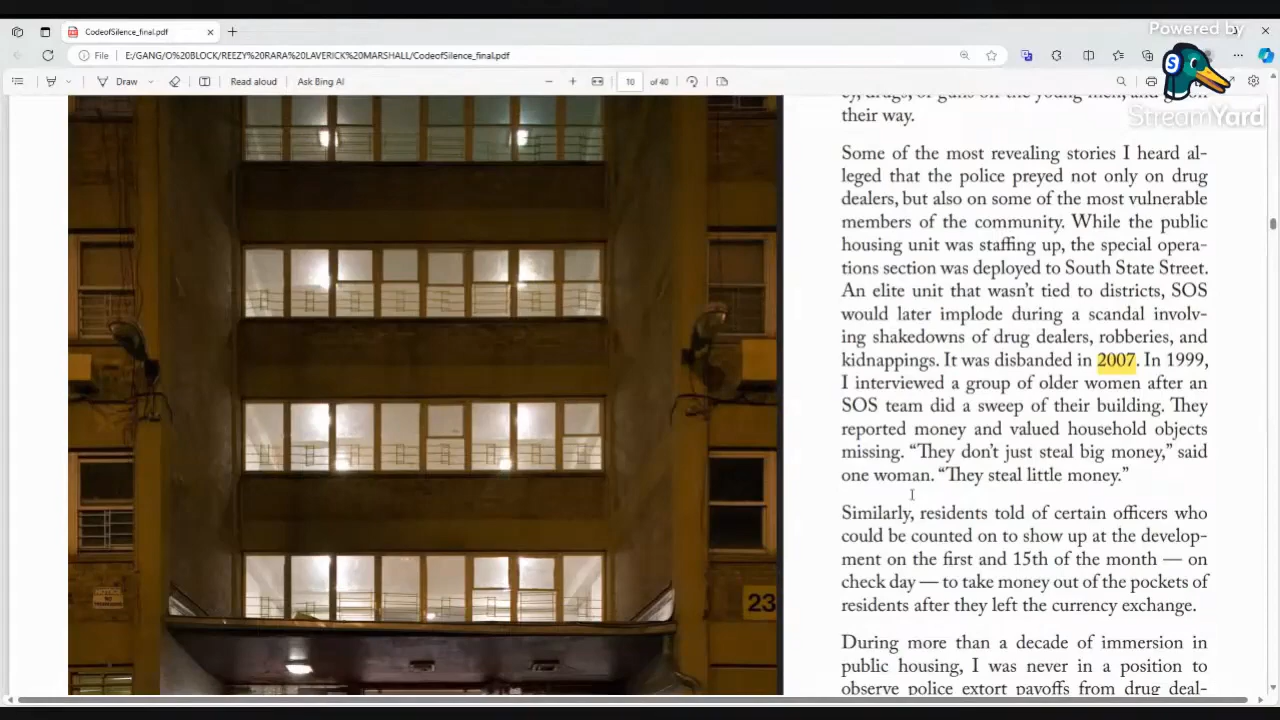 Powered by
CodeofSilence_final.pdf
File
E:/GANG/O%20BLOCK/REEZY%20RARA%20LAVERICK%20MARSHALL/CodeofSilence_final.pdf
Draw
Read aloud
Ask Bing AI
10 of 40
StreamYard
their way.
Some of the most revealing stories I heard al-
leged that the police preyed not only on drug
dealers, but also on some of the most vulnerable
members of the community. While the public
housing unit was staffing up, the special opera-
tions section was deployed to South State Street.
An elite unit that wasn't tied to districts, SOS
would later implode during a scandal involv-
ing shakedowns of drug dealers, robberies, and
kidnappings. It was disbanded in 2007. In 1999,
I interviewed a group of older women after an
SOS team did a sweep of their building. They
reported money and valued household objects
missing. “They don't just steal big money,” said
one woman. “They steal little money.”
Similarly, residents told of certain officers who
could be counted on to show up at the develop-
ment on the first and 15th of the month — on
check day — to take money out of the pockets of
residents after they left the currency exchange.
During more than a decade of immersion in
public housing, I was never in a position to
observe police extort payoffs from drug deal-
23